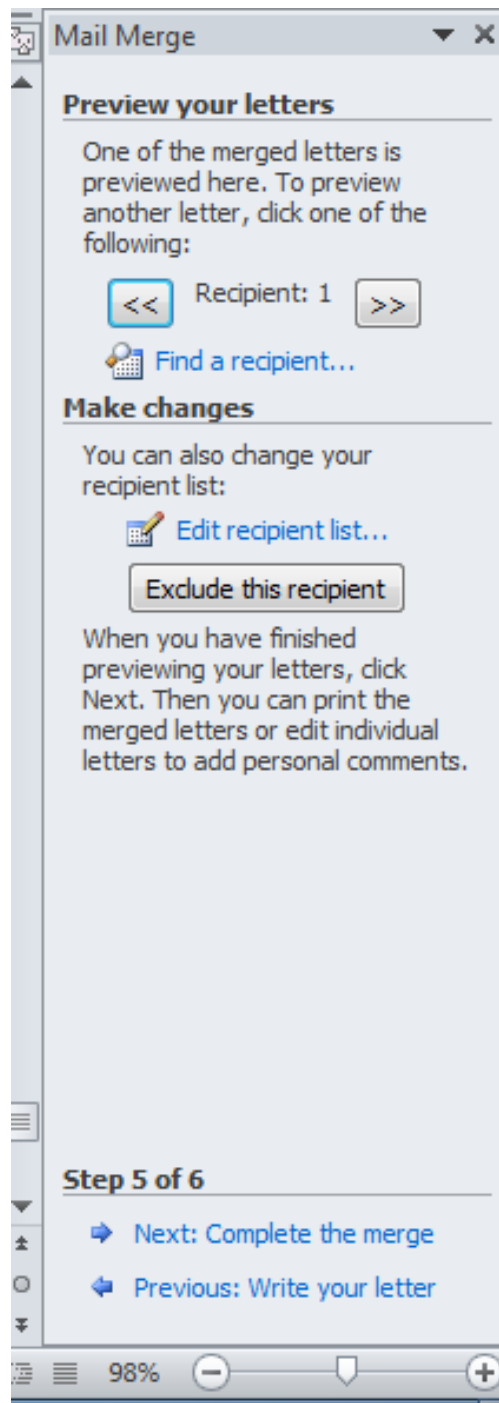 Mail Merge
Preview your letters
One of the merged letters is
previewed here. To preview
another letter, click one of the
following:
<< Recipient: 1 >>
Find a recipient...
Make changes
You can also change your
recipient list:
Edit recipient list...
Exclude this recipient
When you have finished
previewing your letters, click
Next. Then you can print the
merged letters or edit individual
letters to add personal comments.
Step 5 of 6
Next: Complete the merge
Previous: Write your letter
98%